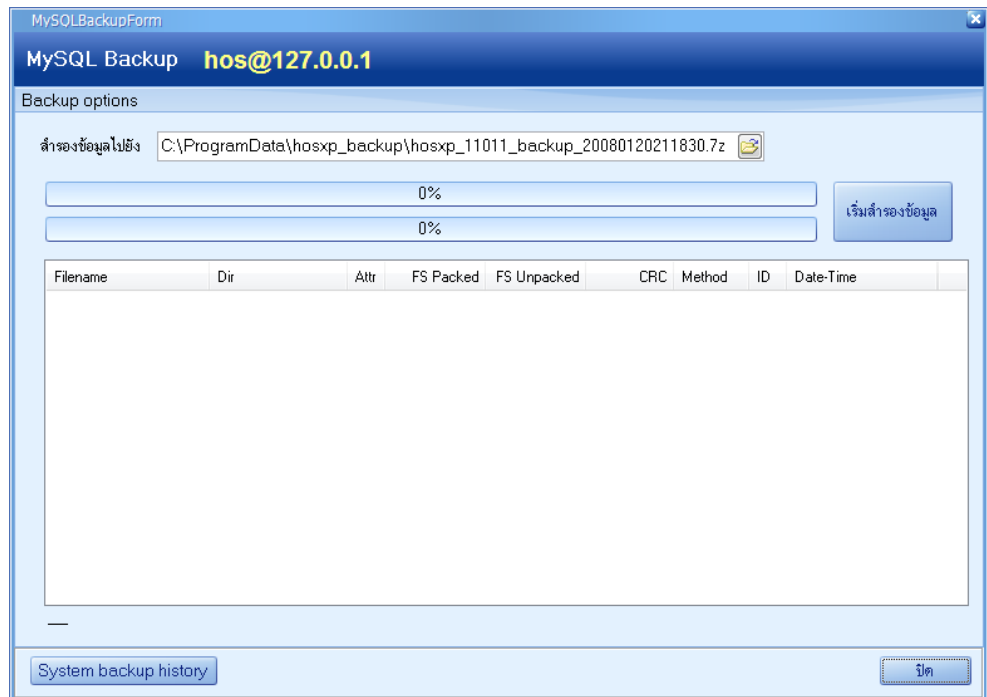 MySQLBackupForm
MySQL Backup hos@127.0.0.1
Backup options
สำรองข้อมูลไปยัง C:\ProgramData\hosxp_backup\hosxp_11011_backup_20080120211830.7z
0%
เริ่มสำรองข้อมูล
0%
Filename Dir Attr FS Packed FS Unpacked CRC Method ID Date-Time
System backup history ปิด